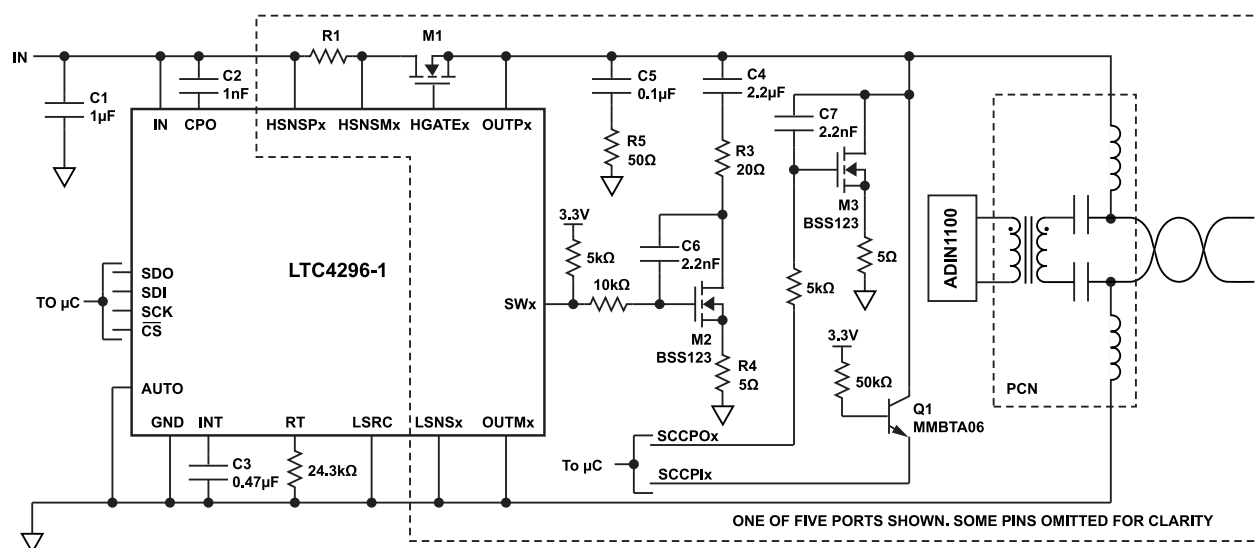 IN
R1
M1
C1
1µF
C2
1nF
C5
0.1µF
C4
2.2µF
C7
2.2nF
IN
CPO
HSNSPx
HSNSMx
HGATEx
OUTPx
R5
50Ω
R3
20Ω
M3
BSS123
3.3V
5kΩ
C6
2.2nF
5Ω
ADIN1100
LTC4296-1
SDO
SDI
SCK
CS
TO µC
SWx
10kΩ
5kΩ
M2
BSS123
3.3V
R4
5Ω
50kΩ
PCN
AUTO
Q1
MMBTA06
GND
INT
RT
LSRC
LSNSx
OUTMx
SCCPOx
To µC
SCCPIx
C3
0.47µF
24.3kΩ
ONE OF FIVE PORTS SHOWN. SOME PINS OMITTED FOR CLARITY